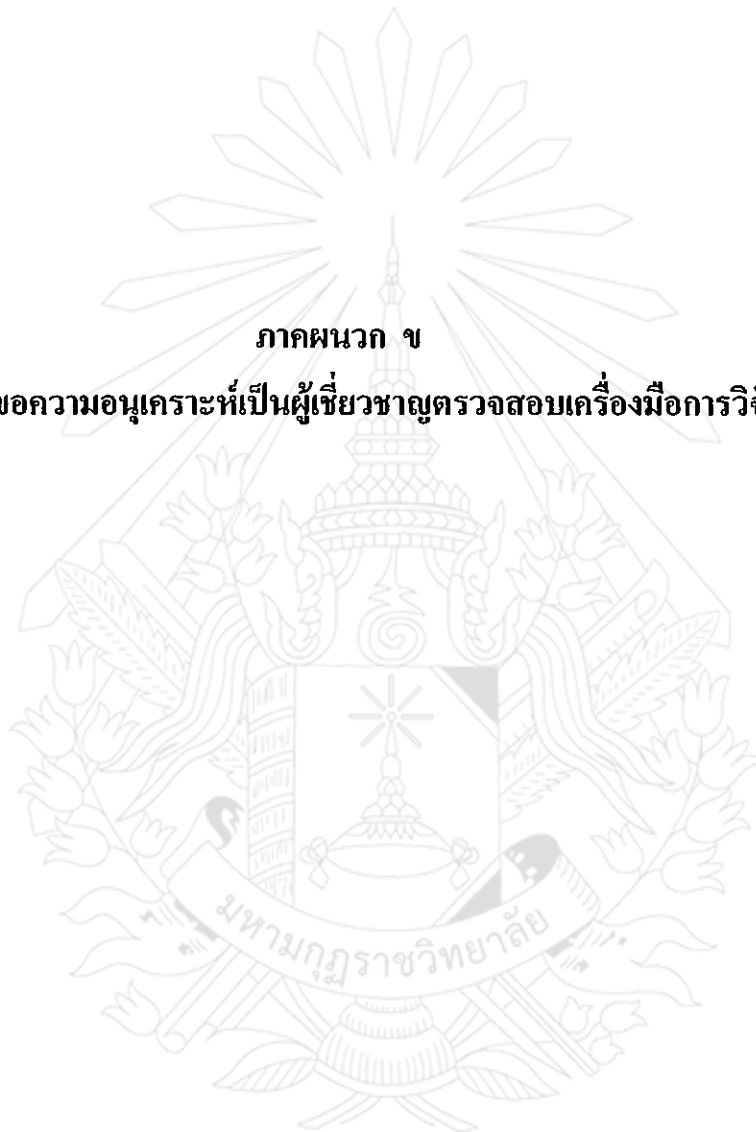 ภาคผนวก ข
ขอความอนุเคราะห์เป็นผู้เชี่ยวชาญตรวจสอบเครื่องมือการวิจ
มหามกุฏราชวิทยาลัย